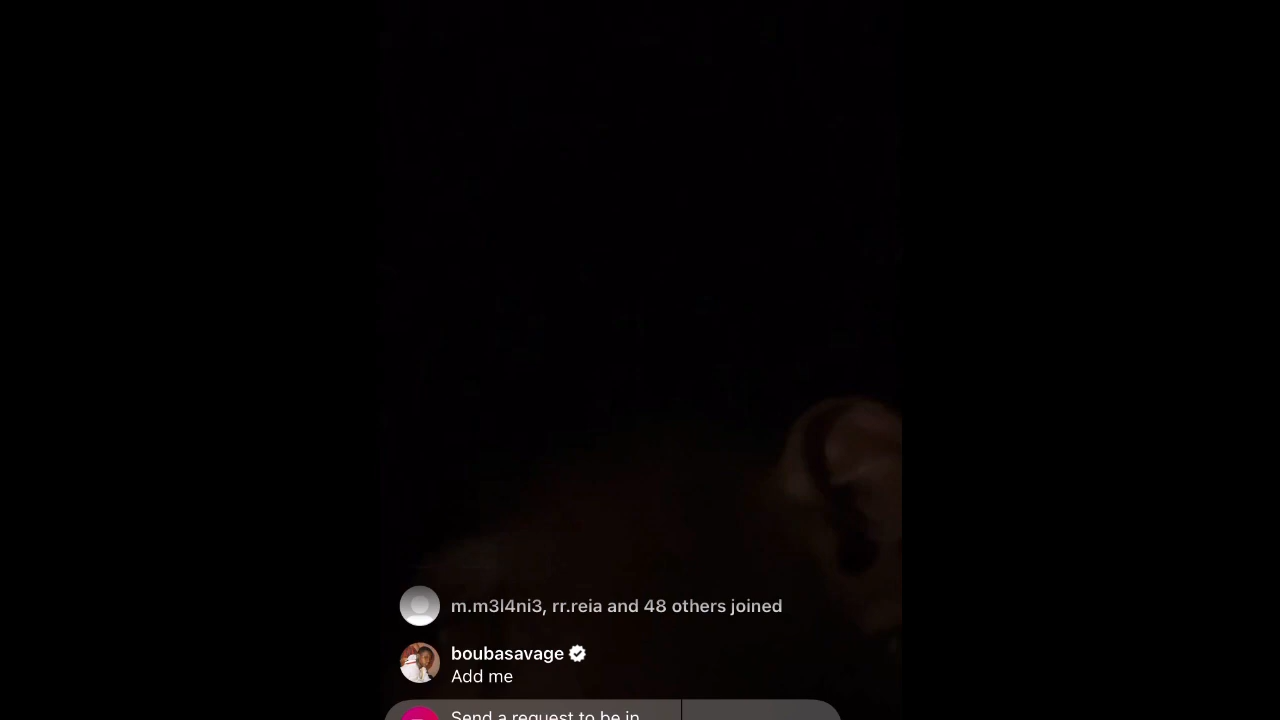 m.m3l4ni3, rr.reia and 48 others joined
boubasavage
Add me
Send a request to be in